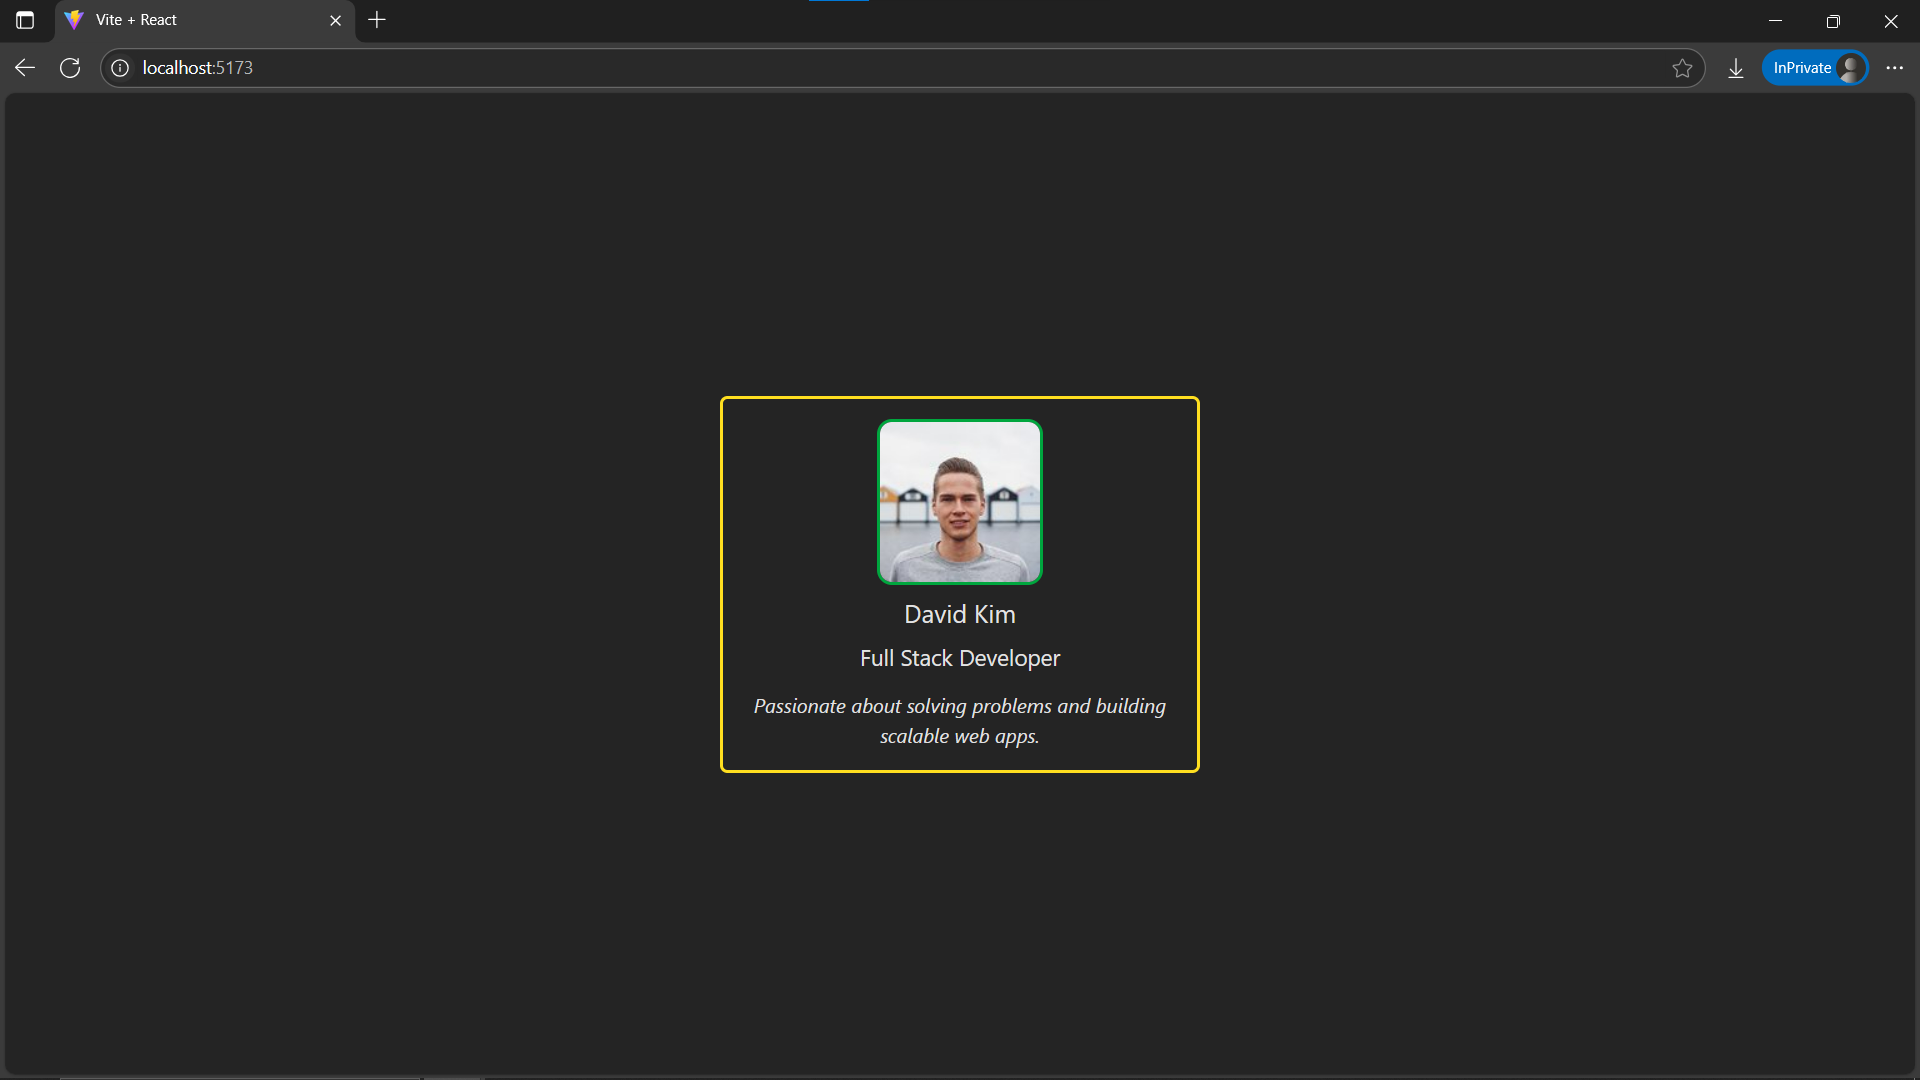 Vite + React
localhost:5173
InPrivate
David Kim
Full Stack Developer
Passionate about solving problems and building
scalable web apps.